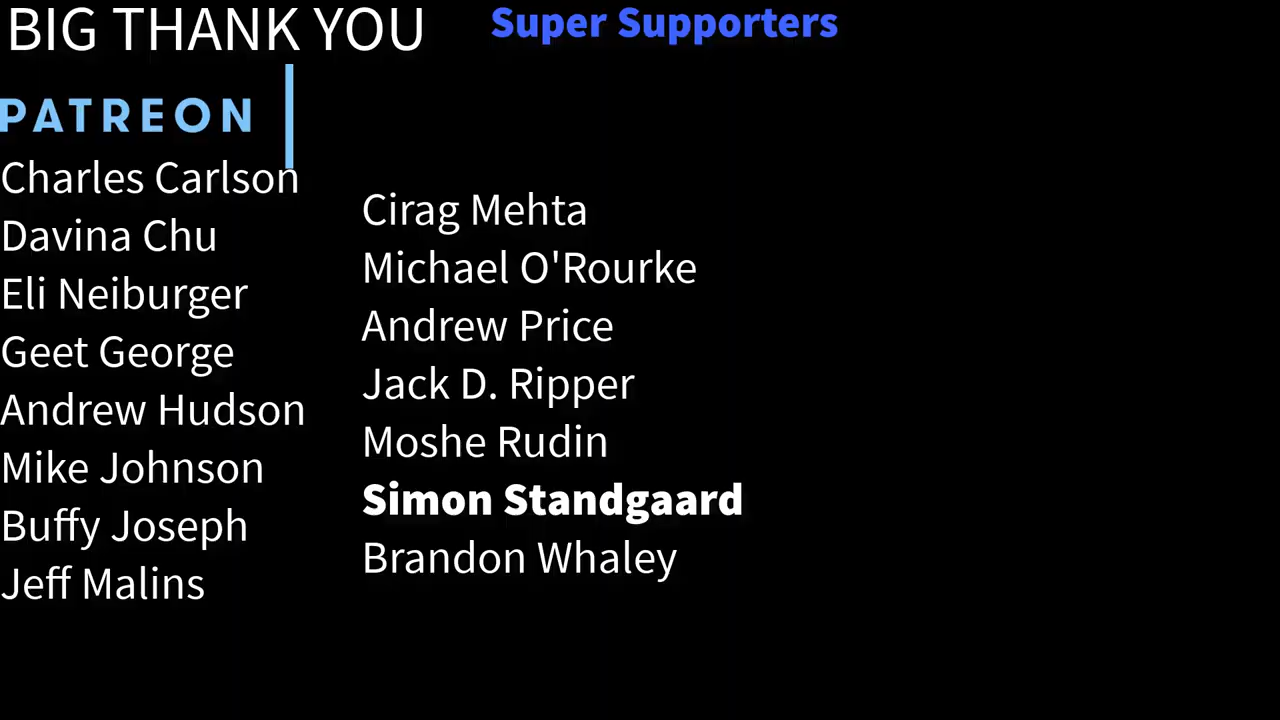 BIG THANK YOU
Super Supporters
PATREON
Charles Carlson
Davina Chu
Eli Neiburger
Geet George
Andrew Hudson
Mike Johnson
Buffy Joseph
Jeff Malins
Cirag Mehta
Michael O'Rourke
Andrew Price
Jack D. Ripper
Moshe Rudin
Simon Standgaard
Brandon Whaley